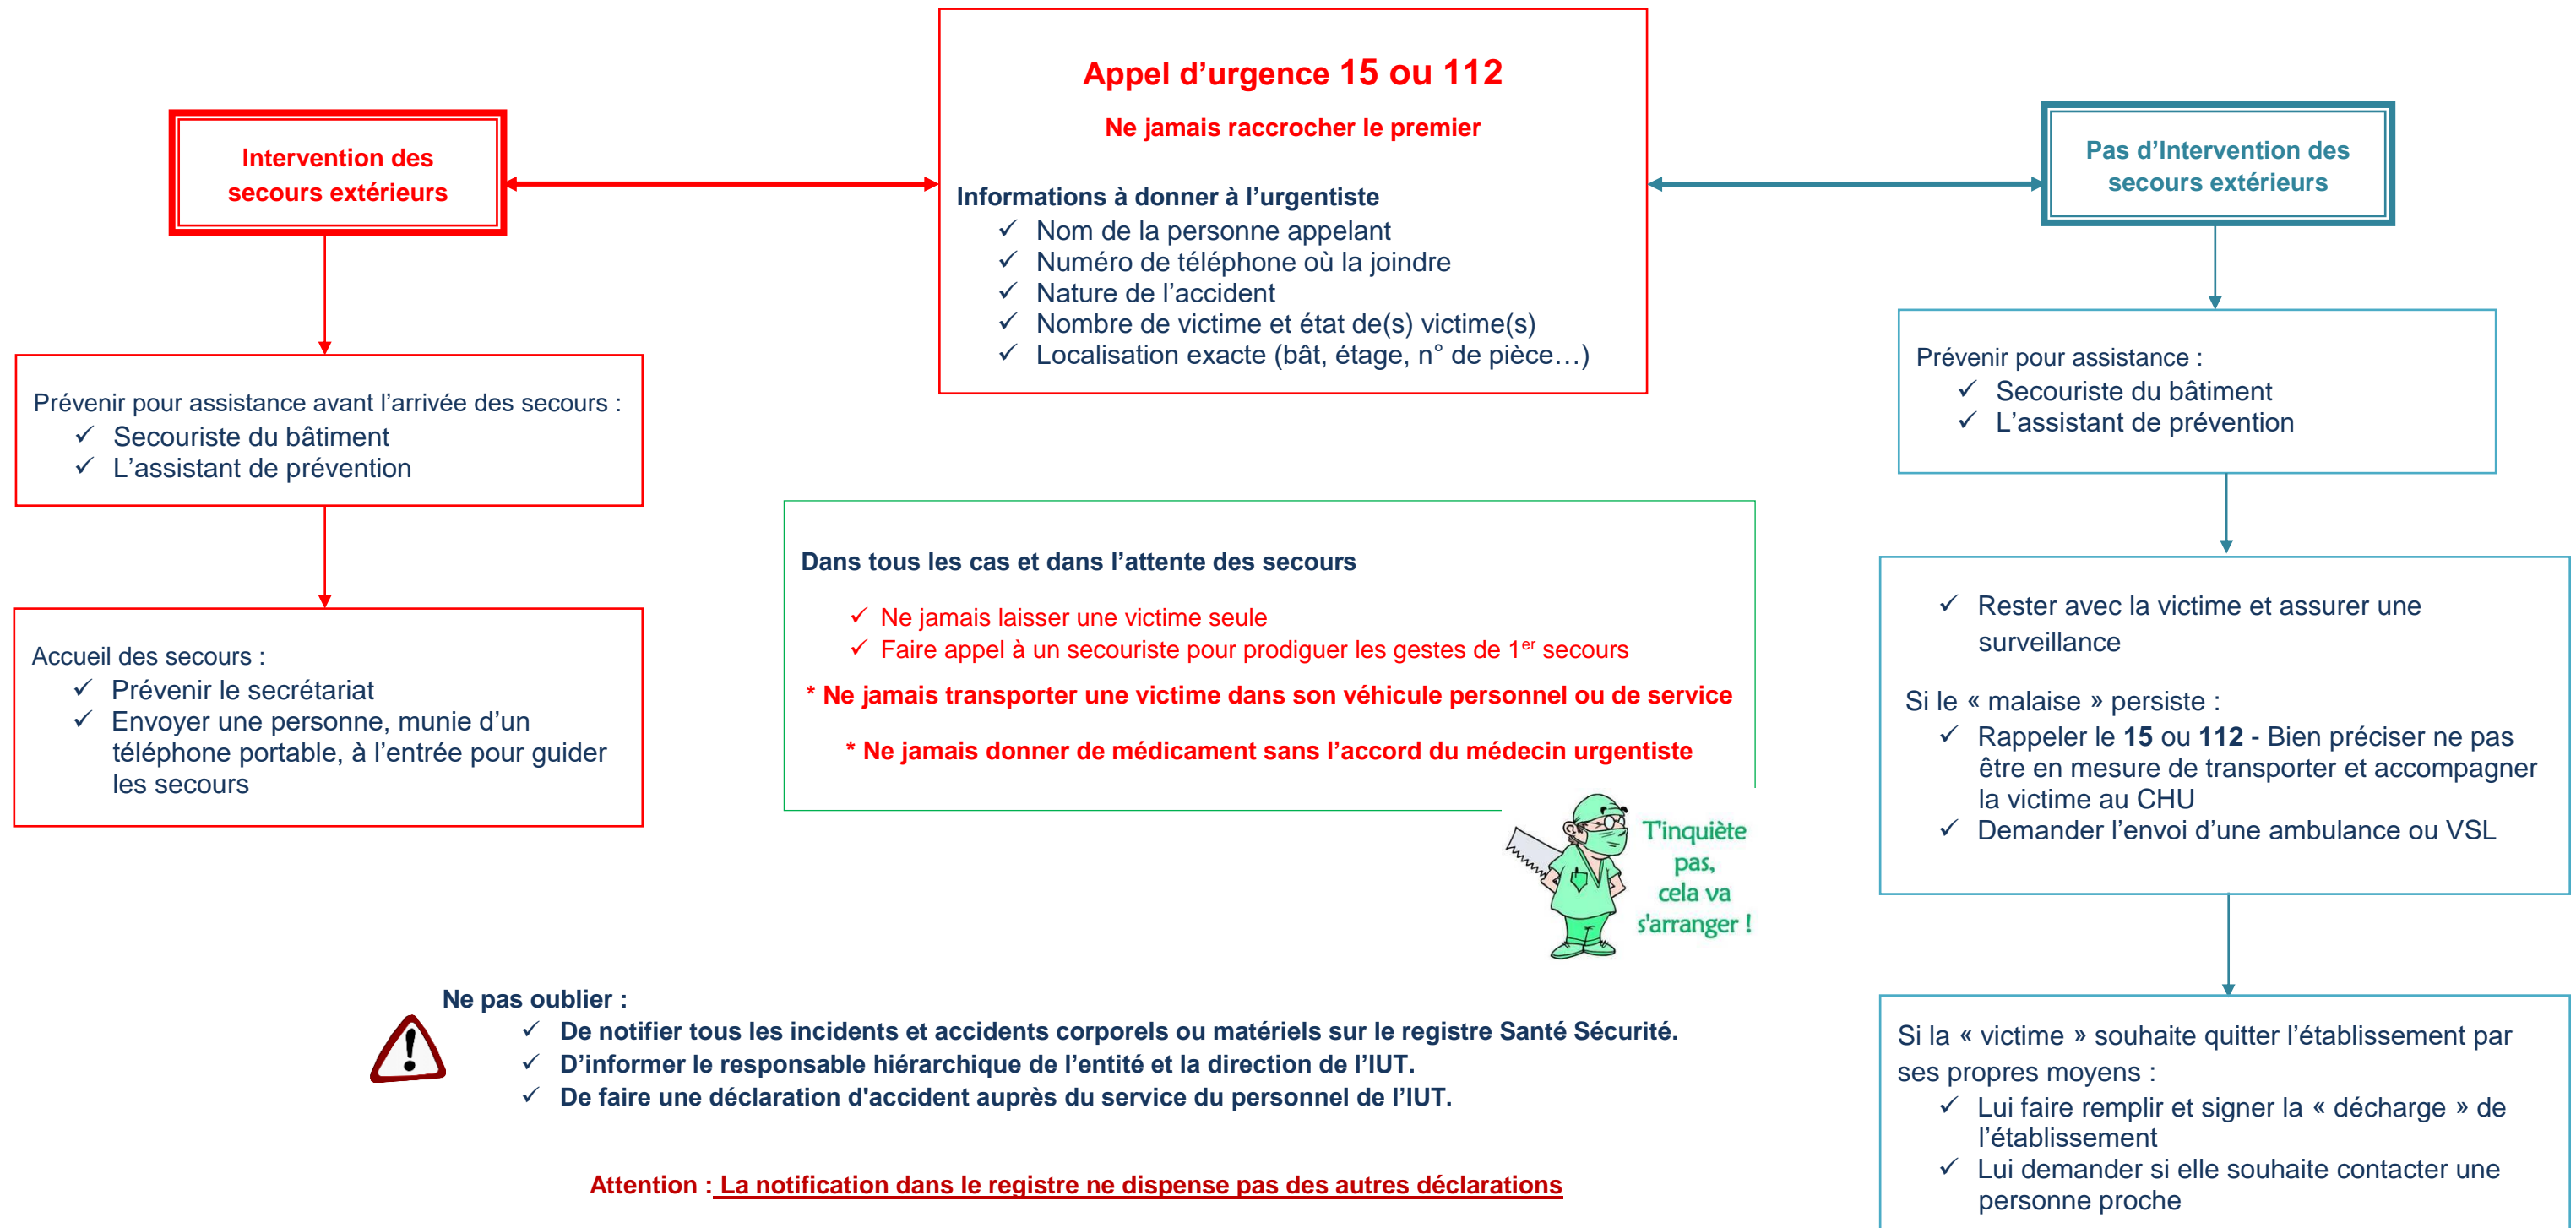 Appel d’urgence 15 ou 112
Ne jamais raccrocher le premier
Informations à donner à l’urgentiste
✓ Nom de la personne appelant
✓ Numéro de téléphone où la joindre
✓ Nature de l’accident
✓ Nombre de victime et état de(s) victime(s)
✓ Localisation exacte (bât, étage, n° de pièce…)
Intervention des
secours extérieurs
Prévenir pour assistance avant l’arrivée des secours :
✓ Secouriste du bâtiment
✓ L’assistant de prévention
Accueil des secours :
✓ Prévenir le secrétariat
✓ Envoyer une personne, munie d’un
téléphone portable, à l’entrée pour guider
les secours
Pas d’Intervention des
secours extérieurs
Prévenir pour assistance :
✓ Secouriste du bâtiment
✓ L’assistant de prévention
✓ Rester avec la victime et assurer une
surveillance
Si le « malaise » persiste :
✓ Rappeler le 15 ou 112 - Bien préciser ne pas
être en mesure de transporter et accompagner
la victime au CHU
✓ Demander l’envoi d’une ambulance ou VSL
Si la « victime » souhaite quitter l’établissement par
ses propres moyens :
✓ Lui faire remplir et signer la « décharge » de
l’établissement
✓ Lui demander si elle souhaite contacter une
personne proche
Dans tous les cas et dans l’attente des secours
✓ Ne jamais laisser une victime seule
✓ Faire appel à un secouriste pour prodiguer les gestes de 1er secours
* Ne jamais transporter une victime dans son véhicule personnel ou de service
* Ne jamais donner de médicament sans l’accord du médecin urgentiste
T'inquiète
pas,
cela va
s'arranger !
Ne pas oublier :
✓ De notifier tous les incidents et accidents corporels ou matériels sur le registre Santé Sécurité.
✓ D’informer le responsable hiérarchique de l’entité et la direction de l’IUT.
✓ De faire une déclaration d'accident auprès du service du personnel de l’IUT.
Attention : La notification dans le registre ne dispense pas des autres déclarations